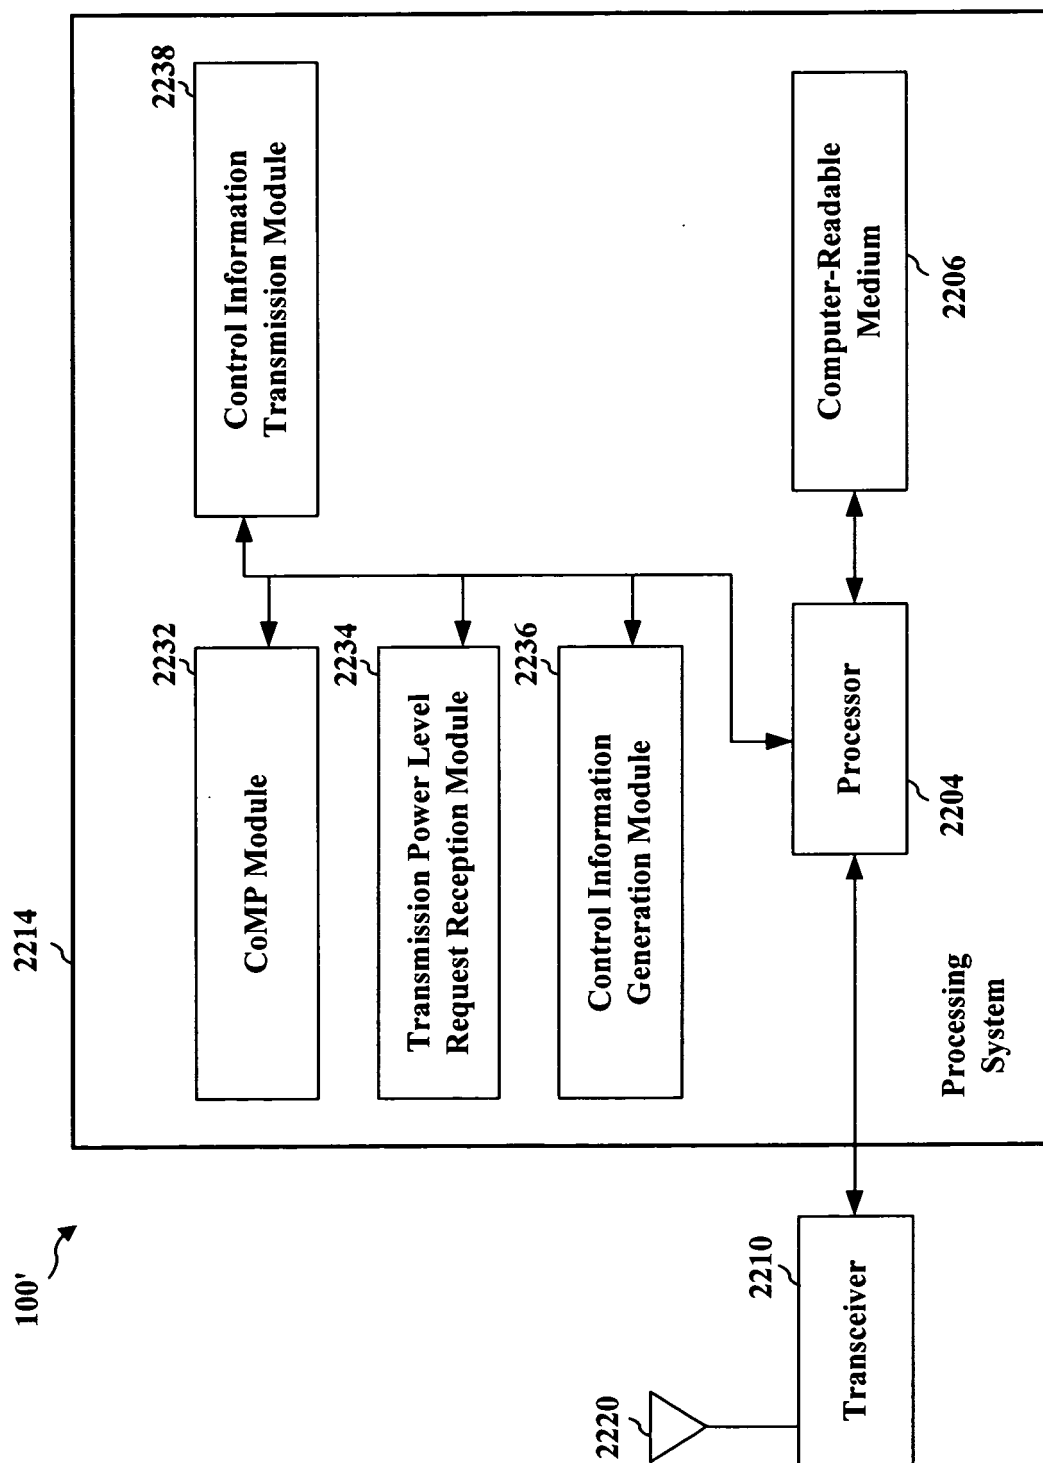 100'
2214
2232
CoMP Module
2234
Transmission Power Level
Request Reception Module
2236
Control Information
Generation Module
2238
Control Information
Transmission Module
2220
2210
Transceiver
Processing
System
Processor
2204
Computer-Readable
Medium
2206